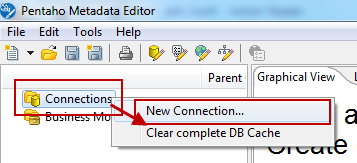 Pentaho Metadata Editor
File Edit Tools Help
Parent
Graphical View
Connections
New Connection...
Business Mo
Clear complete DB Cache
Create